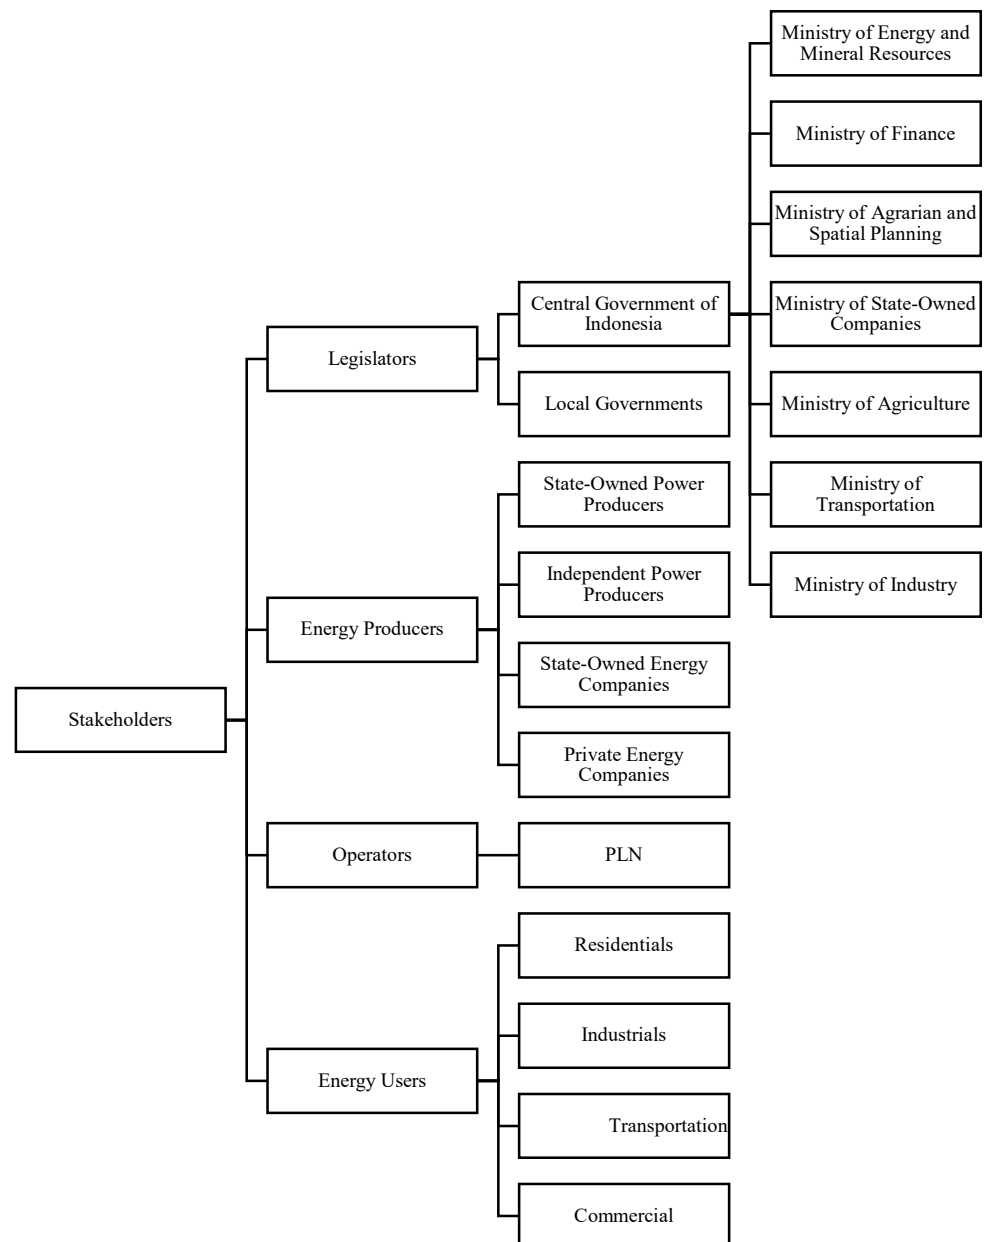 Stakeholders
Legislators
Central Government of
Indonesia
Ministry of Energy and
Mineral Resources
Ministry of Finance
Ministry of Agrarian and
Spatial Planning
Ministry of State-Owned
Companies
Ministry of Agriculture
Ministry of
Transportation
Ministry of Industry
Local Governments
Energy Producers
State-Owned Power
Producers
Independent Power
Producers
State-Owned Energy
Companies
Private Energy
Companies
Operators
PLN
Energy Users
Residentials
Industrials
Transportation
Commercial